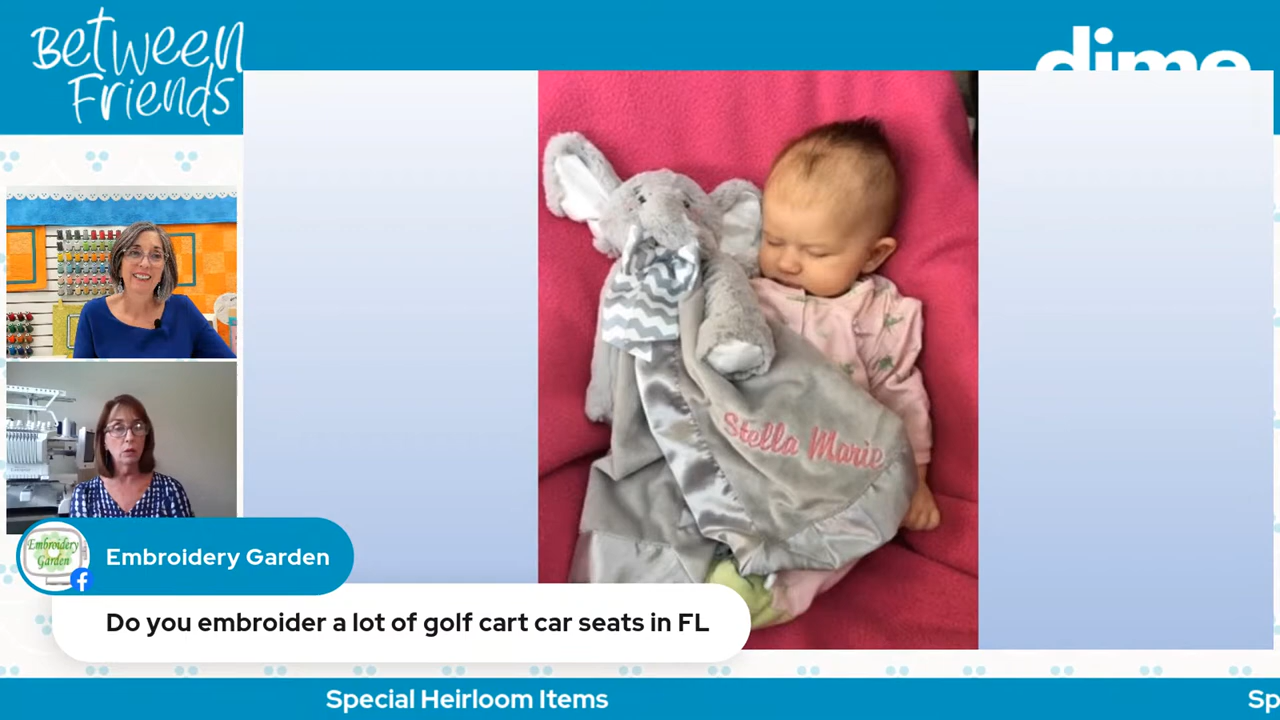 Between
Friends
dime
Stella Marie
Embroidery
Garden
Embroidery Garden
Do you embroider a lot of golf cart car seats in FL
Special Heirloom Items
Sp